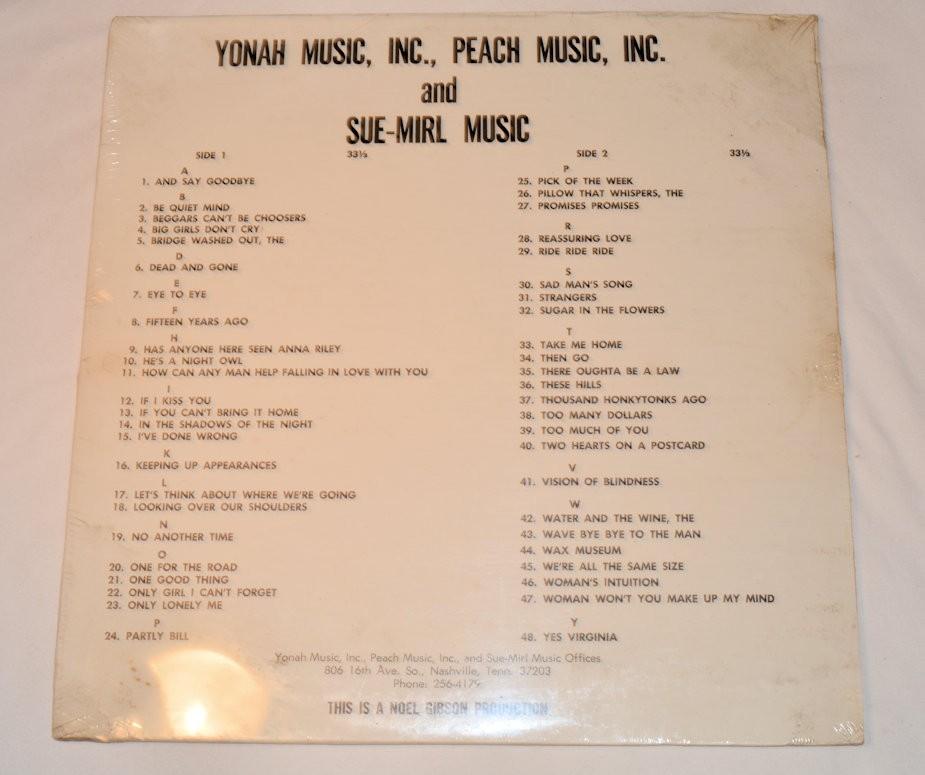 YONAH MUSIC, INC., PEACH MUSIC, INC.
and
SUE-MIRL MUSIC
SIDE 1 33⅓
A
1. AND SAY GOODBYE
B
2. BE QUIET MIND
3. BEGGARS CAN'T BE CHOOSERS
4. BIG GIRLS DON'T CRY
5. BRIDGE WASHED OUT, THE
D
6. DEAD AND GONE
E
7. EYE TO EYE
F
8. FIFTEEN YEARS AGO
H
9. HAS ANYONE HERE SEEN ANNA RILEY
10. HE'S A NIGHT OWL
11. HOW CAN ANY MAN HELP FALLING IN LOVE WITH YOU
I
12. IF I KISS YOU
13. IF YOU CAN'T BRING IT HOME
14. IN THE SHADOWS OF THE NIGHT
15. I'VE DONE WRONG
K
16. KEEPING UP APPEARANCES
L
17. LET'S THINK ABOUT WHERE WE'RE GOING
18. LOOKING OVER OUR SHOULDERS
N
19. NO ANOTHER TIME
O
20. ONE FOR THE ROAD
21. ONE GOOD THING
22. ONLY GIRL I CAN'T FORGET
23. ONLY LONELY ME
P
24. PARTLY BILL
SIDE 2 33⅓
P
25. PICK OF THE WEEK
26. PILLOW THAT WHISPERS, THE
27. PROMISES PROMISES
R
28. REASSURING LOVE
29. RIDE RIDE RIDE
S
30. SAD MAN'S SONG
31. STRANGERS
32. SUGAR IN THE FLOWERS
T
33. TAKE ME HOME
34. THEN GO
35. THERE OUGHTA BE A LAW
36. THESE HILLS
37. THOUSAND HONKYTONKS AGO
38. TOO MANY DOLLARS
39. TOO MUCH OF YOU
40. TWO HEARTS ON A POSTCARD
V
41. VISION OF BLINDNESS
W
42. WATER AND THE WINE, THE
43. WAVE BYE BYE TO THE MAN
44. WAX MUSEUM
45. WE'RE ALL THE SAME SIZE
46. WOMAN'S INTUITION
47. WOMAN WON'T YOU MAKE UP MY MIND
Y
48. YES VIRGINIA
Yonah Music, Inc., Peach Music, Inc., and Sue-Mirl Music Offices
806 16th Ave. So., Nashville, Tenn. 37203
Phone: 256-4179
THIS IS A NOEL GIBSON PRODUCTION